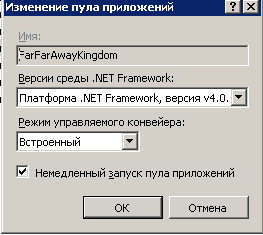 Изменение пула приложений
Имя:
FarFarAwayKingdom
Версии среды .NET Framework:
Платформа .NET Framework, версия v4.0.
Режим управляемого конвейера:
Встроенный
Немедленный запуск пула приложений
OK
Отмена